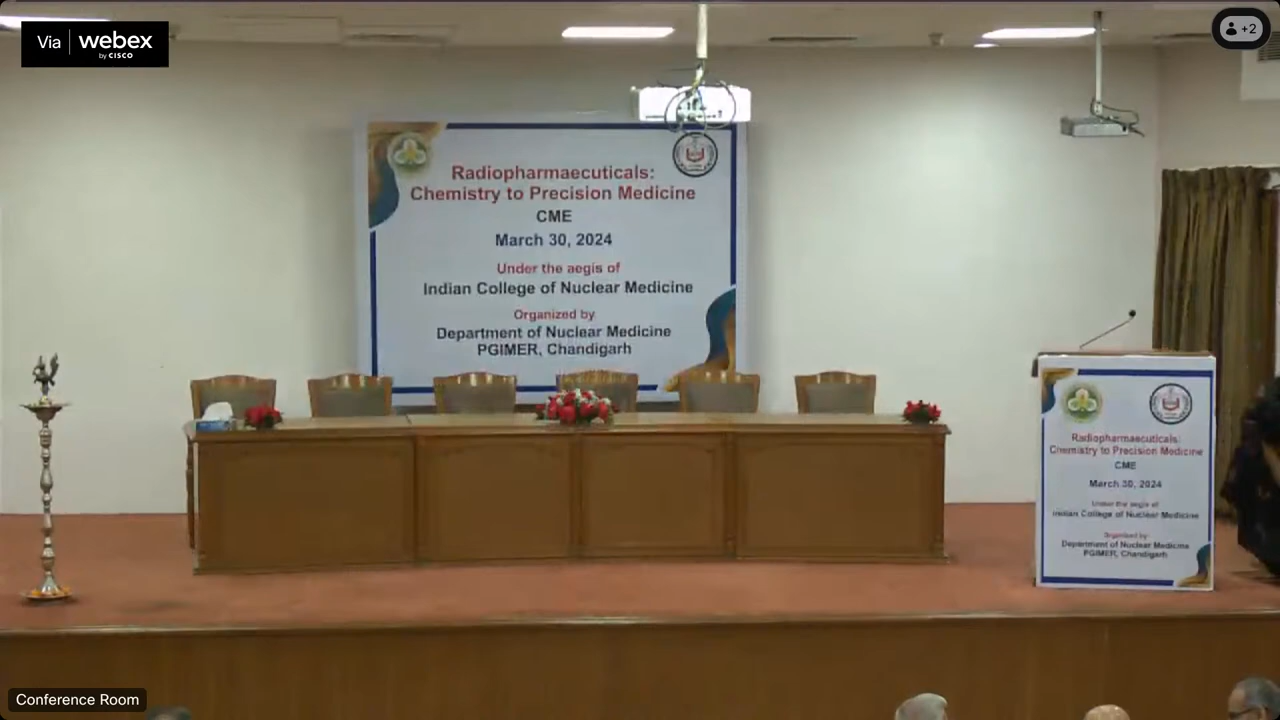 Via webex
by CISCO
+2
Radiopharmaecuticals:
Chemistry to Precision Medicine
CME
March 30, 2024
Under the aegis of
Indian College of Nuclear Medicine
Organized by
Department of Nuclear Medicine
PGIMER, Chandigarh
Radiopharmaecuticals:
Chemistry to Precision Medicine
CME
March 30, 2024
Under the aegis of
Indian College of Nuclear Medicine
Organized by
Department of Nuclear Medicine
PGIMER, Chandigarh
Conference Room